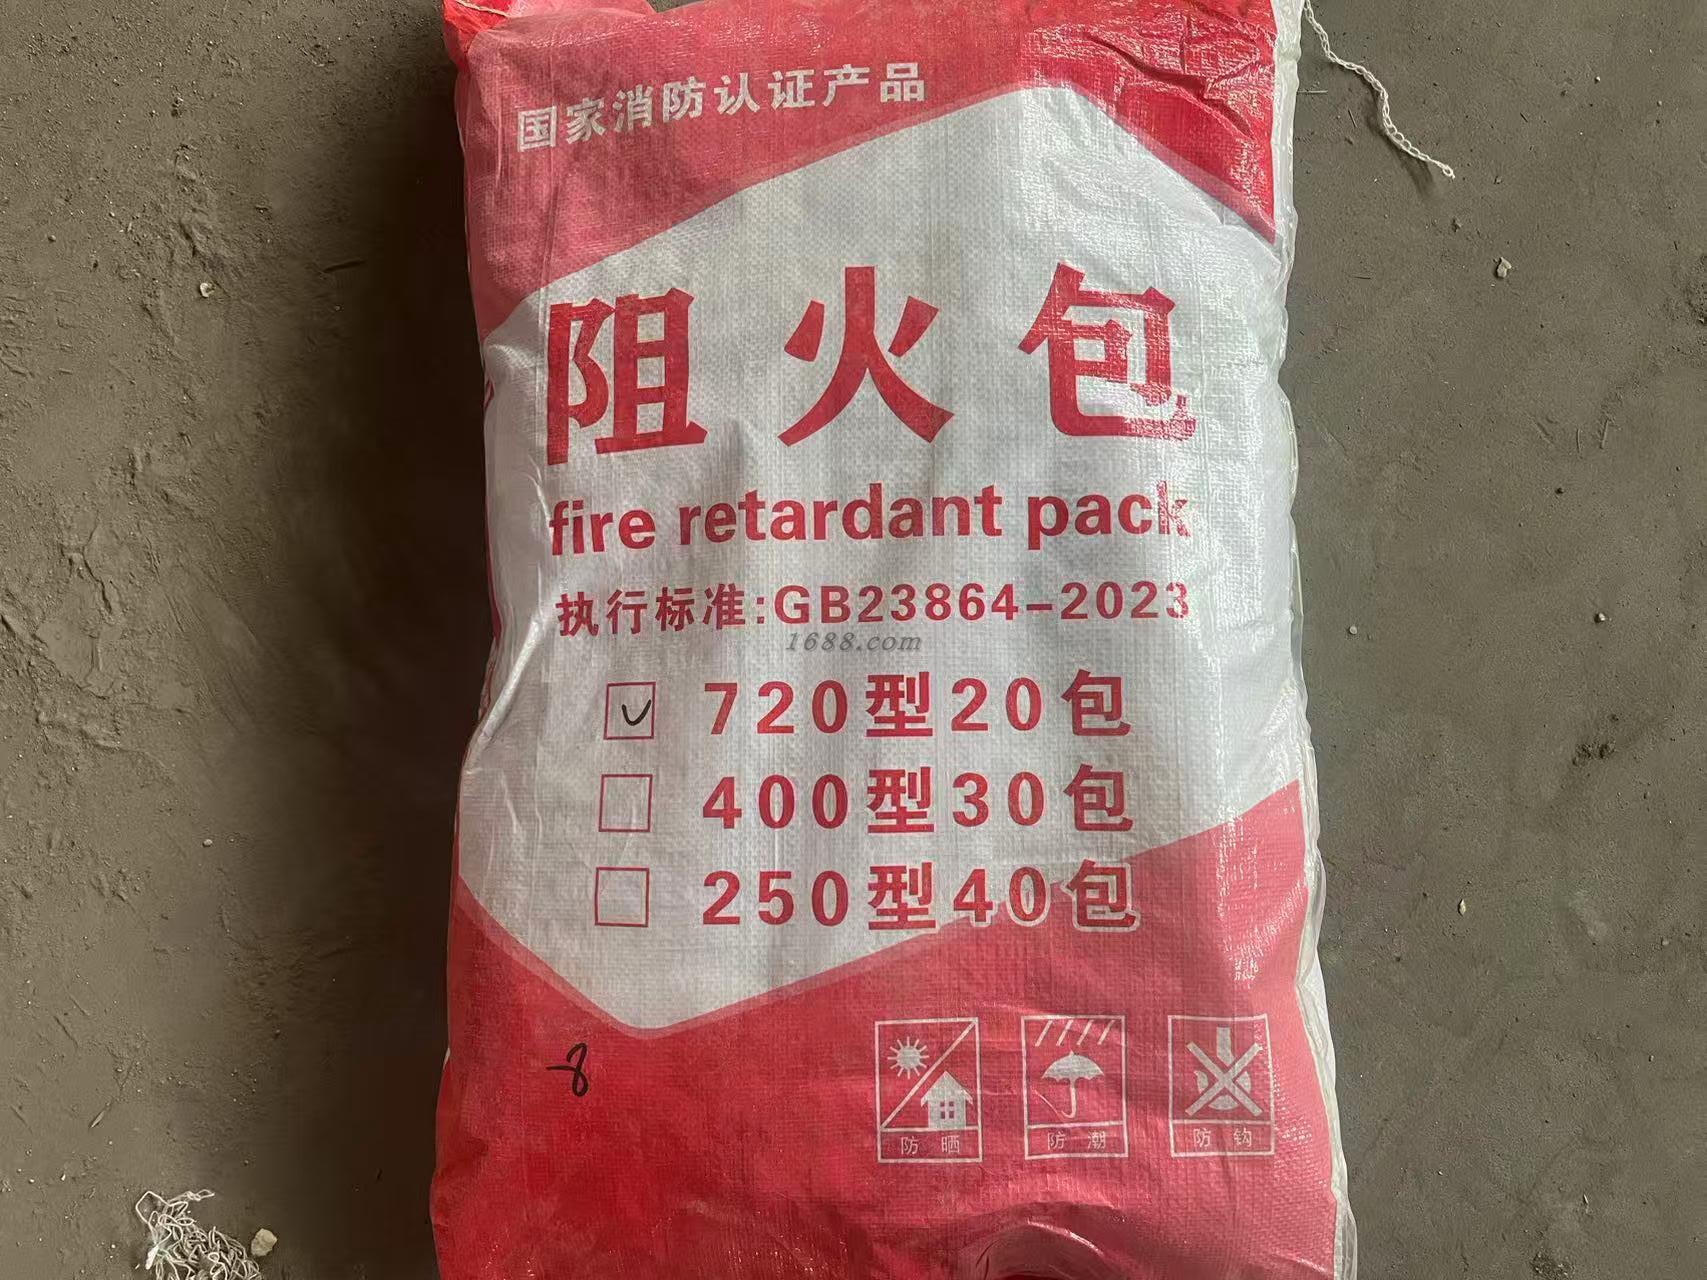 国家消防认证产品
阻火包
fire retardant pack
执行标准:GB23864-2023
1688.com
720型20包
400型30包
250型40包
-8
防晒
防潮
防钩